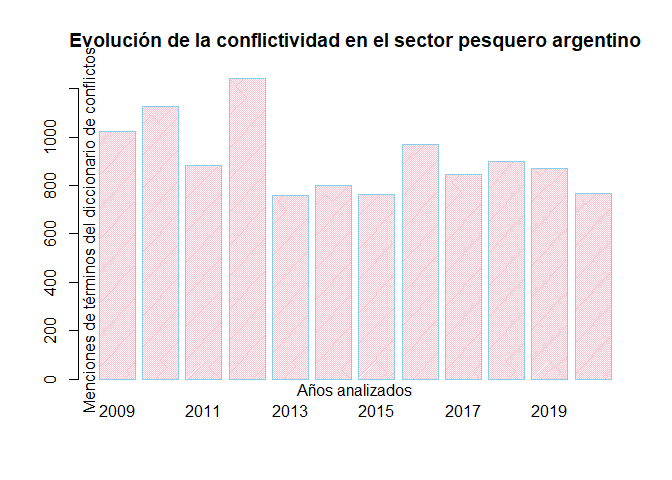 Evolución de la conflictividad en el sector pesquero argentino
Menciones de términos del diccionario de conflictos
1000
800
600
400
200
0
Años analizados
2009 2011 2013 2015 2017 2019